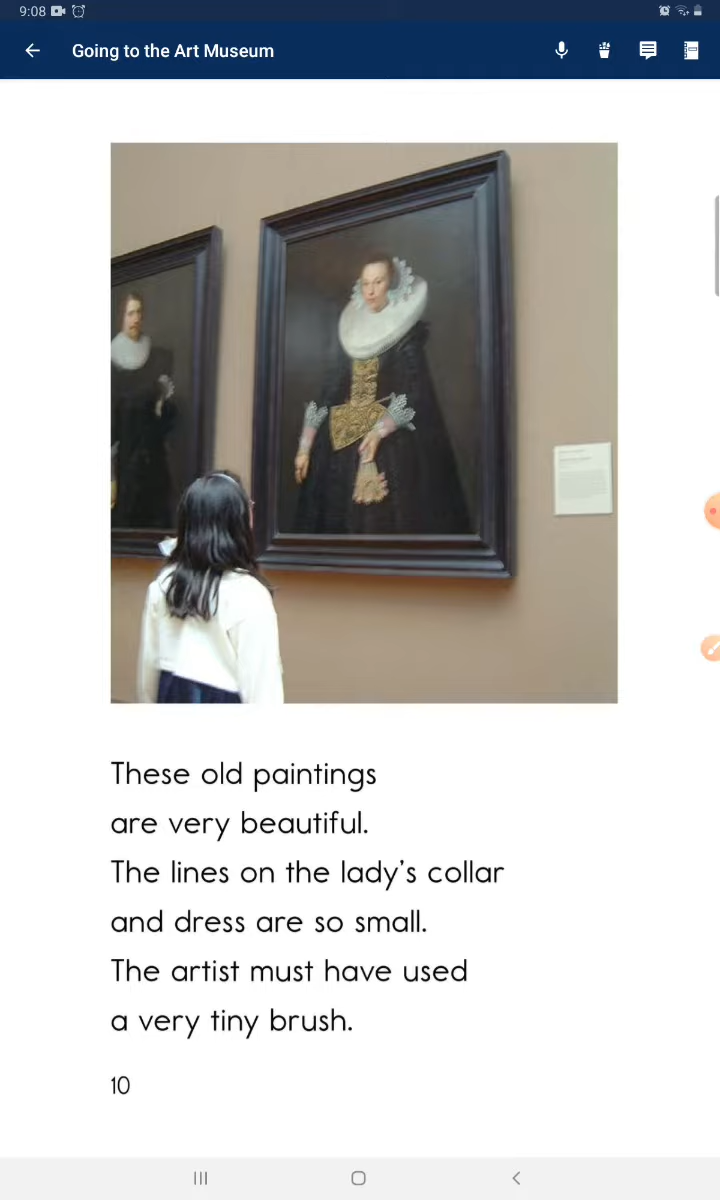 9:08
Going to the Art Museum
These old paintings
are very beautiful.
The lines on the lady's collar
and dress are so small.
The artist must have used
a very tiny brush.
10